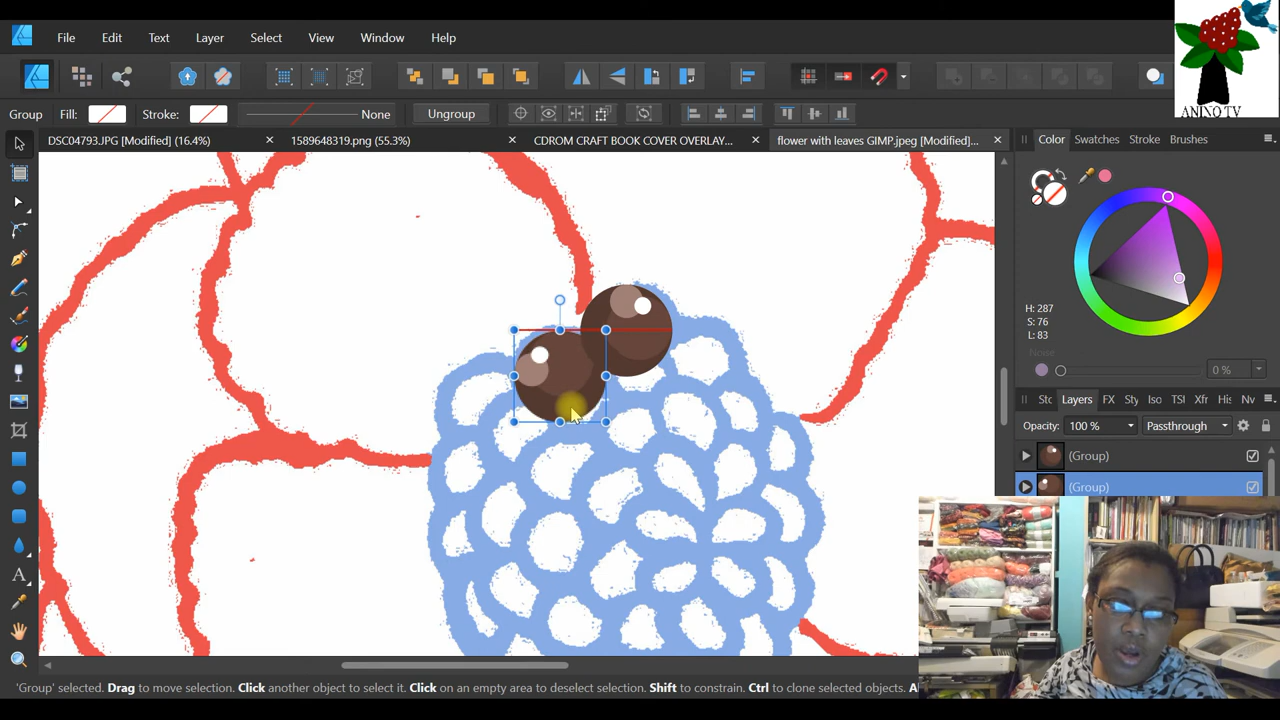 File Edit Text Layer Select View Window Help
Group Fill: Stroke: None Ungroup
DSC04793.JPG [Modified] (16.4%) 1589648319.png (55.3%) CDROM CRAFT BOOK COVER OVERLAY... flower with leaves GIMP.jpeg [Modified]...
ANINO TV
Color Swatches Stroke Brushes
H: 287
S: 76
L: 83
None
0 %
Stc Layers FX Sty Iso TSl Xfr His Nv
Opacity: 100 % Passthrough
(Group)
(Group)
'Group' selected. Drag to move selection. Click another object to select it. Click on an empty area to deselect selection. Shift to constrain. Ctrl to clone selected objects. A